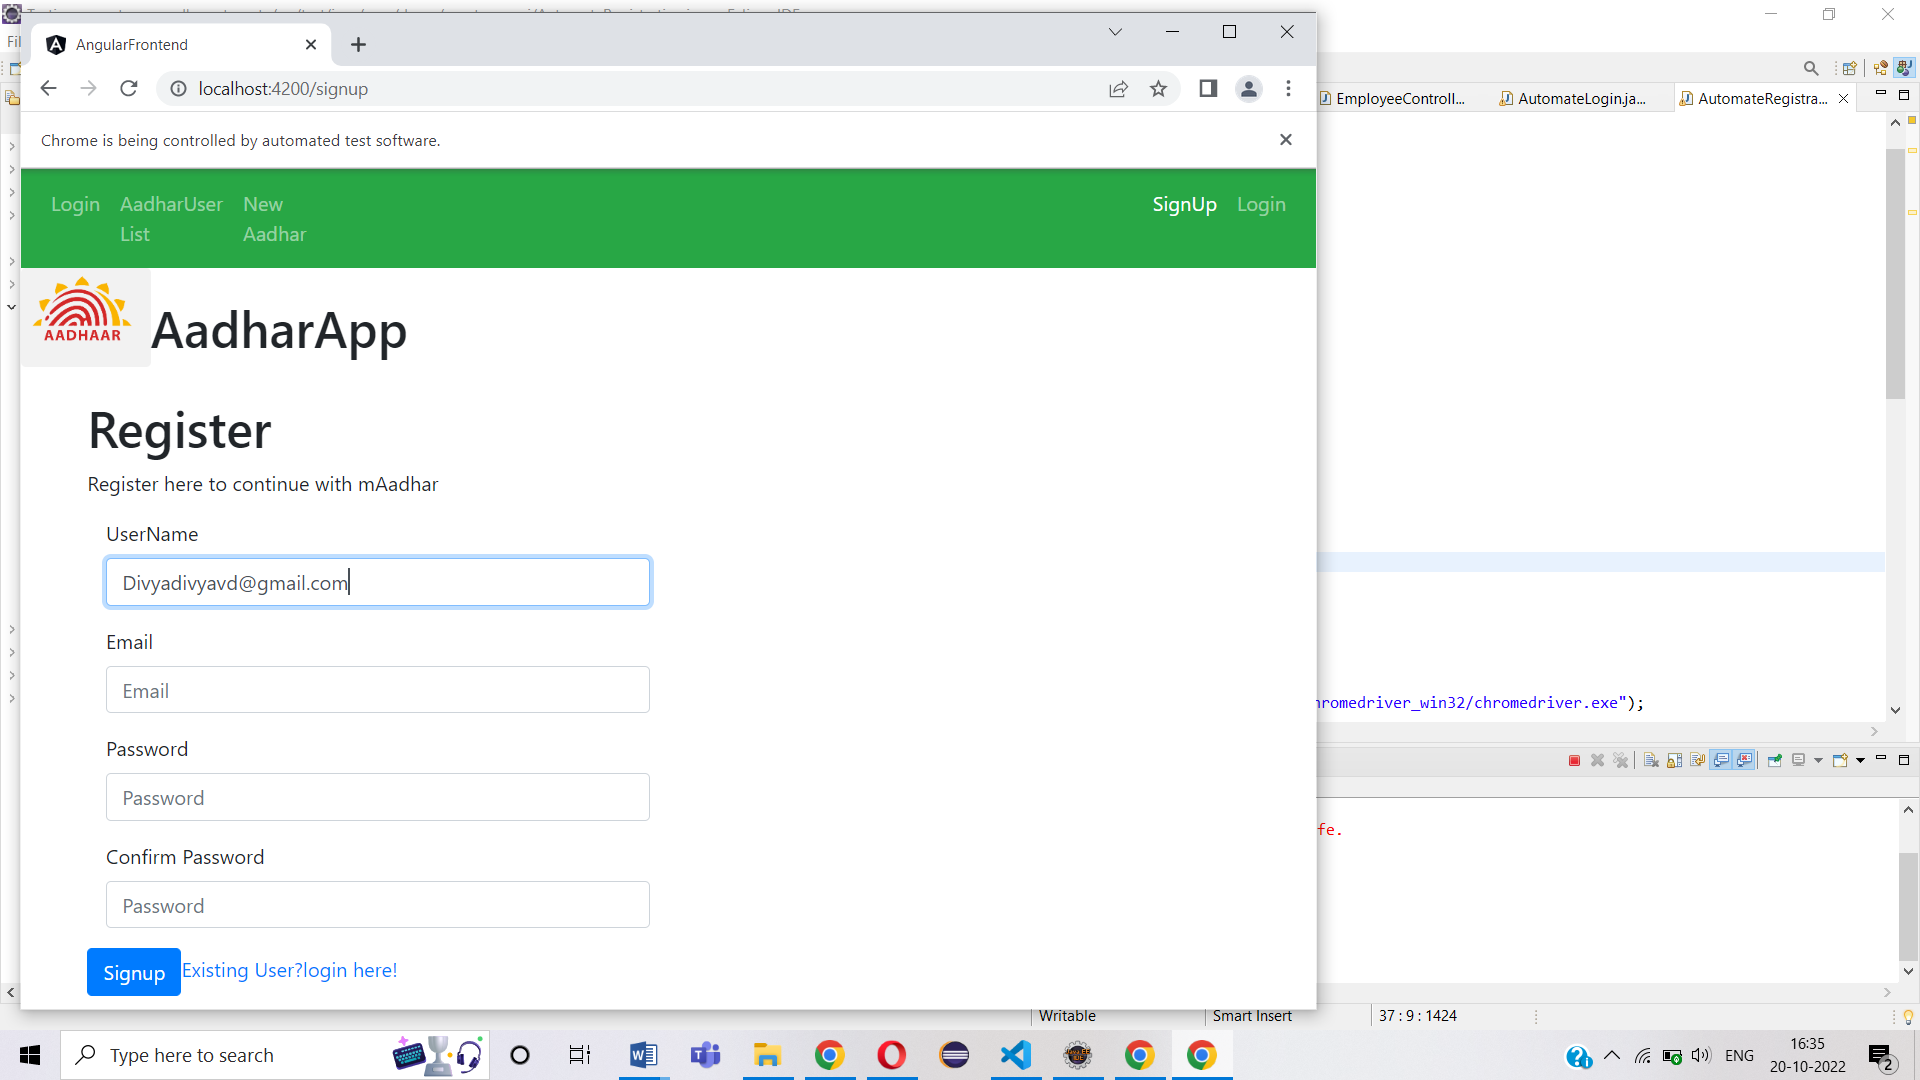 AngularFrontend
Fil
localhost:4200/signup
EmployeeControll...
AutomateLogin.ja...
AutomateRegistra...
Chrome is being controlled by automated test software.
Login
AadharUser List
New Aadhar
SignUp
Login
AADHAAR
AadharApp
Register
Register here to continue with mAadhar
UserName
Divyadivyavd@gmail.com
Email
Email
hromedriver_win32/chromedriver.exe");
Password
Password
fe.
Confirm Password
Password
Signup
Existing User?login here!
Writable
Smart Insert
37 : 9 : 1424
Type here to search
ENG
16:35
20-10-2022
2